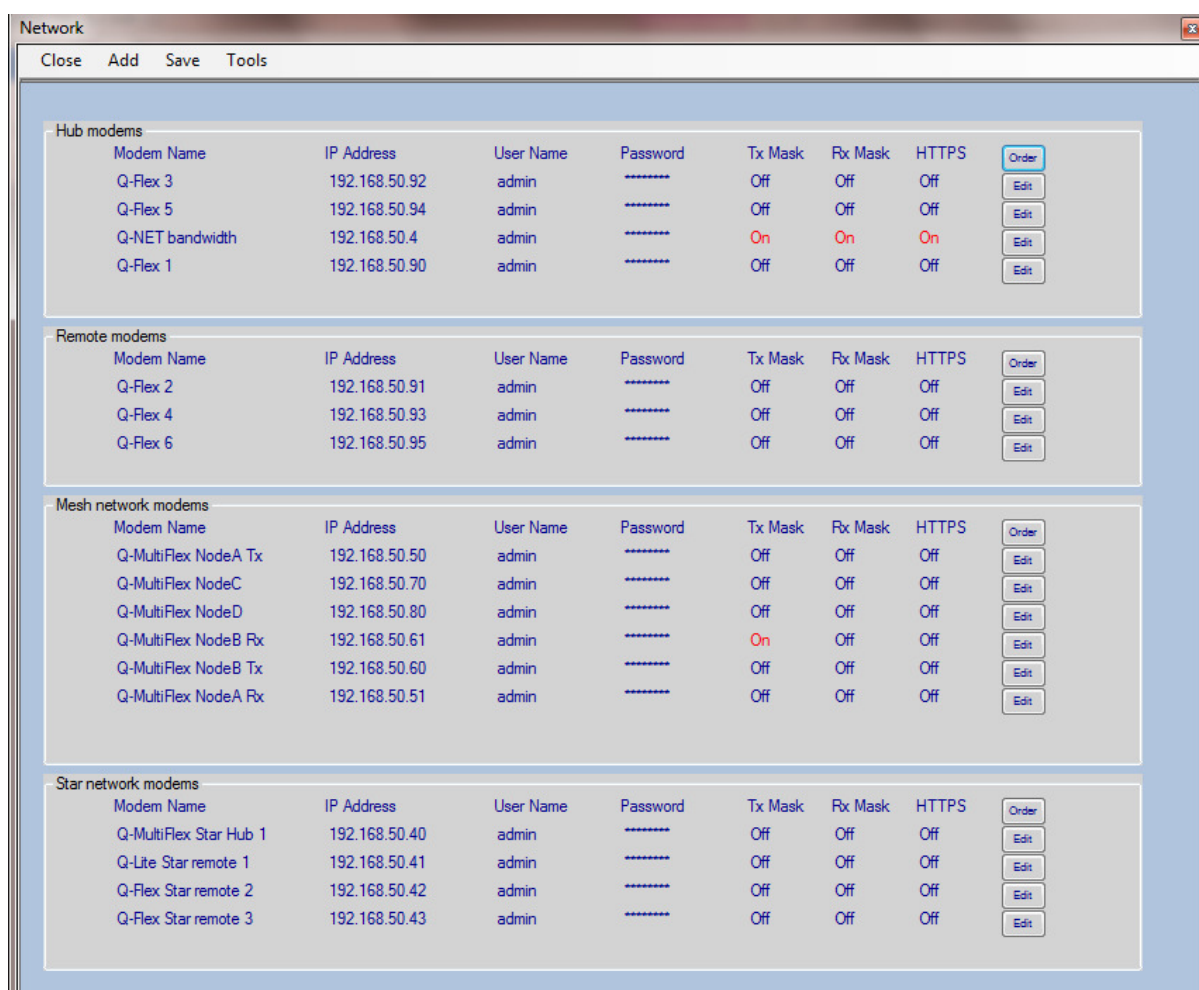 Network
Close Add Save Tools
Hub modems
Modem Name IP Address User Name Password Tx Mask Rx Mask HTTPS Order
Q-Flex 3 192.168.50.92 admin ******** Off Off Off Edit
Q-Flex 5 192.168.50.94 admin ******** Off Off Off Edit
Q-NET bandwidth 192.168.50.4 admin ******** On On On Edit
Q-Flex 1 192.168.50.90 admin ******** Off Off Off Edit
Remote modems
Modem Name IP Address User Name Password Tx Mask Rx Mask HTTPS Order
Q-Flex 2 192.168.50.91 admin ******** Off Off Off Edit
Q-Flex 4 192.168.50.93 admin ******** Off Off Off Edit
Q-Flex 6 192.168.50.95 admin ******** Off Off Off Edit
Mesh network modems
Modem Name IP Address User Name Password Tx Mask Rx Mask HTTPS Order
Q-MultiFlex NodeA Tx 192.168.50.50 admin ******** Off Off Off Edit
Q-MultiFlex NodeC 192.168.50.70 admin ******** Off Off Off Edit
Q-MultiFlex NodeD 192.168.50.80 admin ******** Off Off Off Edit
Q-MultiFlex NodeB Rx 192.168.50.61 admin ******** On Off Off Edit
Q-MultiFlex NodeB Tx 192.168.50.60 admin ******** Off Off Off Edit
Q-MultiFlex NodeA Rx 192.168.50.51 admin ******** Off Off Off Edit
Star network modems
Modem Name IP Address User Name Password Tx Mask Rx Mask HTTPS Order
Q-MultiFlex Star Hub 1 192.168.50.40 admin ******** Off Off Off Edit
Q-Lite Star remote 1 192.168.50.41 admin ******** Off Off Off Edit
Q-Flex Star remote 2 192.168.50.42 admin ******** Off Off Off Edit
Q-Flex Star remote 3 192.168.50.43 admin ******** Off Off Off Edit